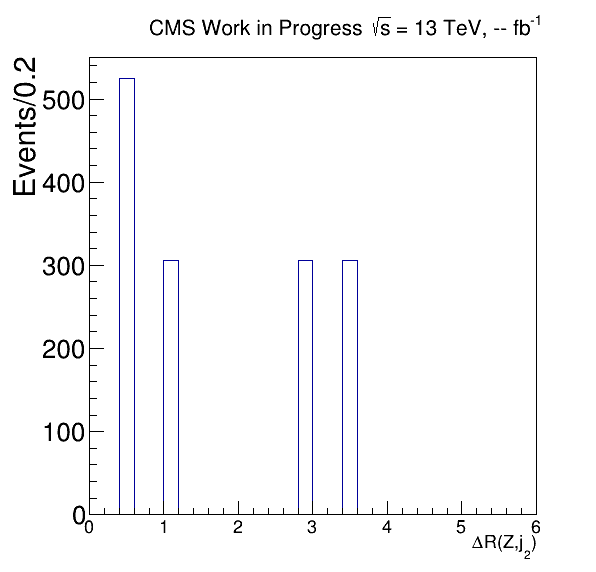 CMS Work in Progress √s = 13 TeV, -- fb⁻¹
Events/0.2
500
400
300
200
100
0
0 1 2 3 4 5 6
ΔR(Z,j₂)